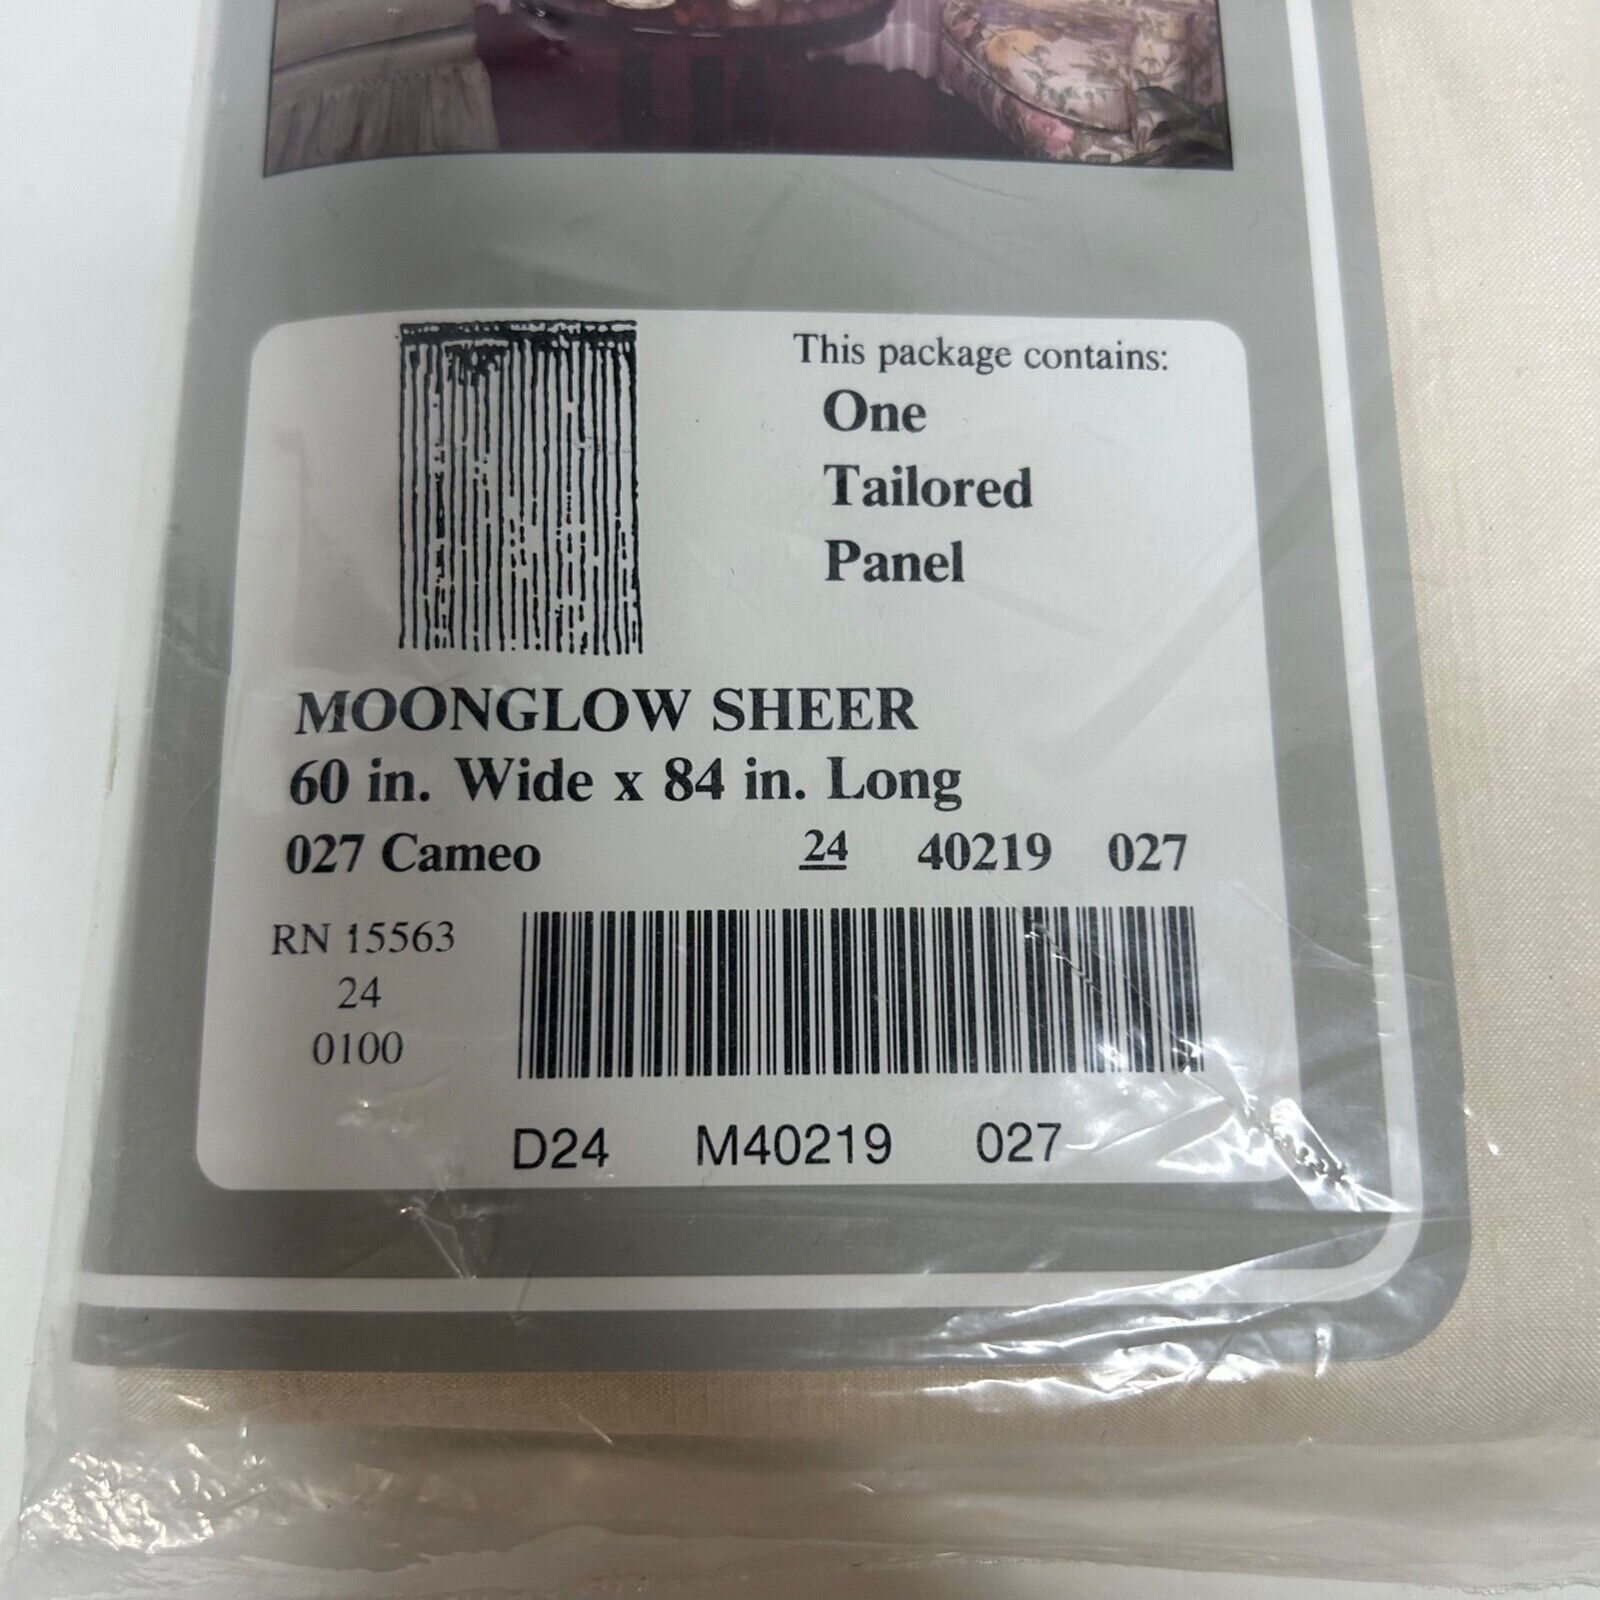 This package contains:
One
Tailored
Panel
MOONGLOW SHEER
60 in. Wide x 84 in. Long
027 Cameo 24 40219 027
RN 15563
24
0100
D24 M40219 027